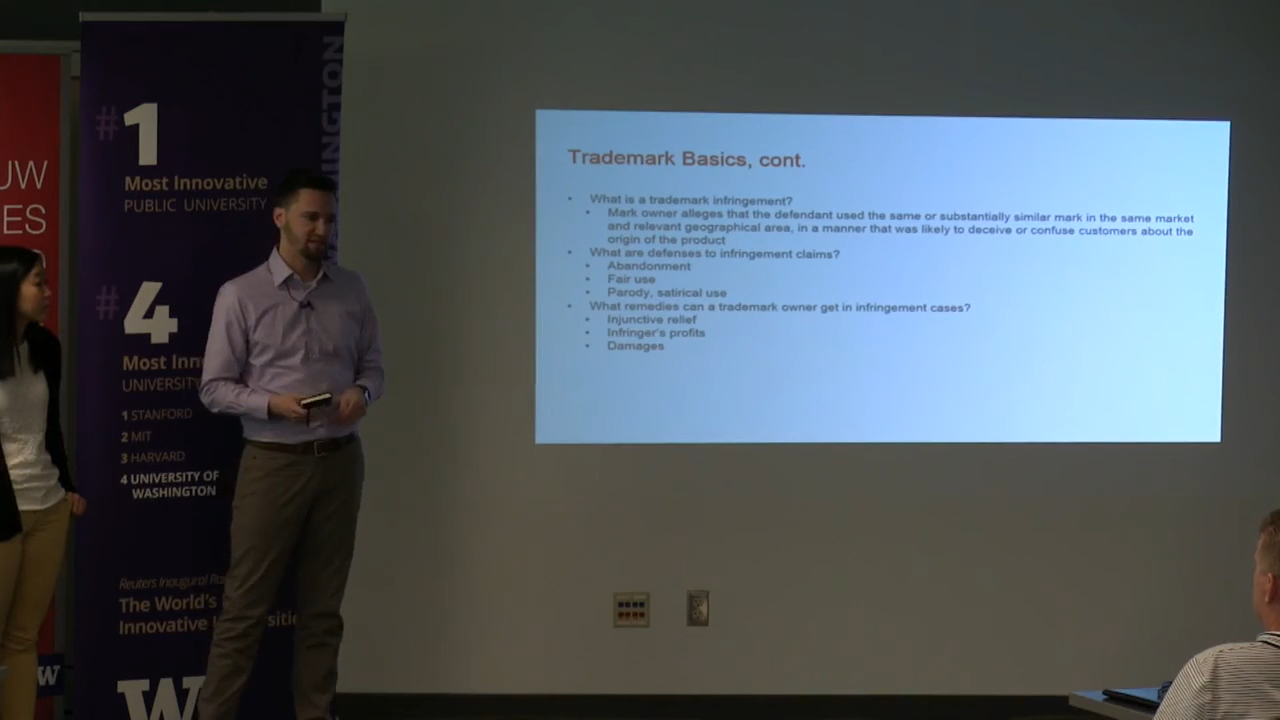 UW
ES
#1
Most Innovative
PUBLIC UNIVERSITY
#4
Most Inn
UNIVERSITY
1 STANFORD
2 MIT
3 HARVARD
4 UNIVERSITY OF
WASHINGTON
Reuters Inaugural
The World's
Innovative
W
W
INGTON
Trademark Basics, cont.
• What is a trademark infringement?
• Mark owner alleges that the defendant used the same or substantially similar mark in the same market
and relevant geographical area, in a manner that was likely to deceive or confuse customers about the
origin of the product
• What are defenses to infringement claims?
• Abandonment
• Fair use
• Parody, satirical use
• What remedies can a trademark owner get in infringement cases?
• Injunctive relief
• Infringer's profits
• Damages